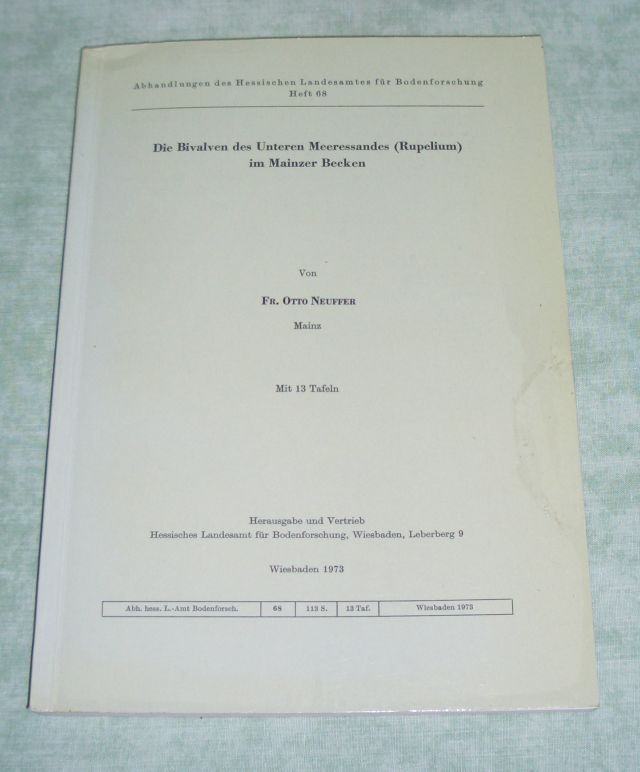 Abhandlungen des Hessischen Landesamtes für Bodenforschung
Heft 68
Die Bivalven des Unteren Meeressandes (Rupelium)
im Mainzer Becken
Von
Fr. Otto Neuffer
Mainz
Mit 13 Tafeln
Herausgabe und Vertrieb
Hessisches Landesamt für Bodenforschung, Wiesbaden, Leberberg 9
Wiesbaden 1973
Abh. hess. L.-Amt Bodenforsch. 68 113 S. 13 Taf. Wiesbaden 1973